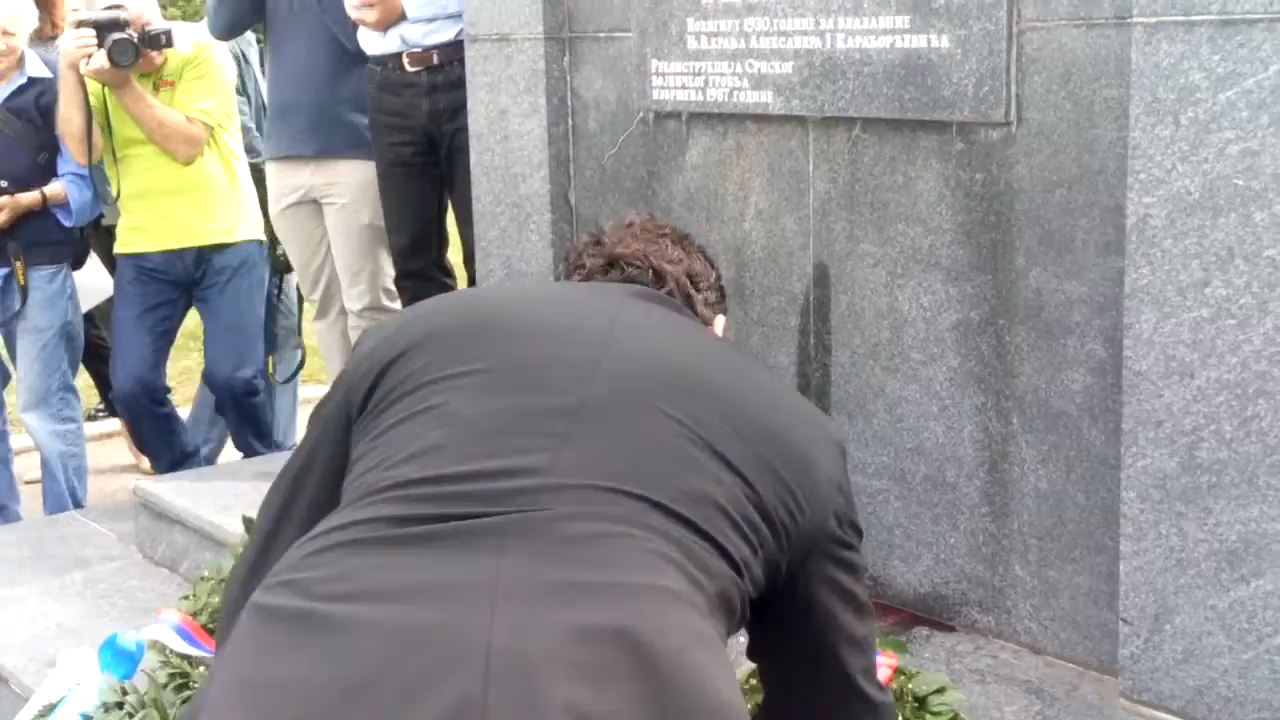 Подигнут 1930. године за владавине
Њ.В.краља Александра I Карађорђевића
Реконструкција Српског
војничког гробља
извршена 1987. године